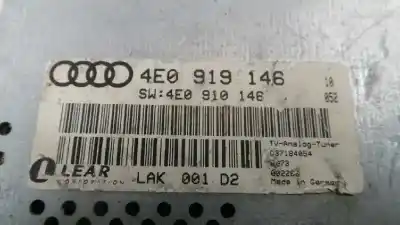 4E0 919 146
10
SW:4E0 910 146
052
TV-Analog-Tuner
LEAR
LAK 001 D2
Made in Germany